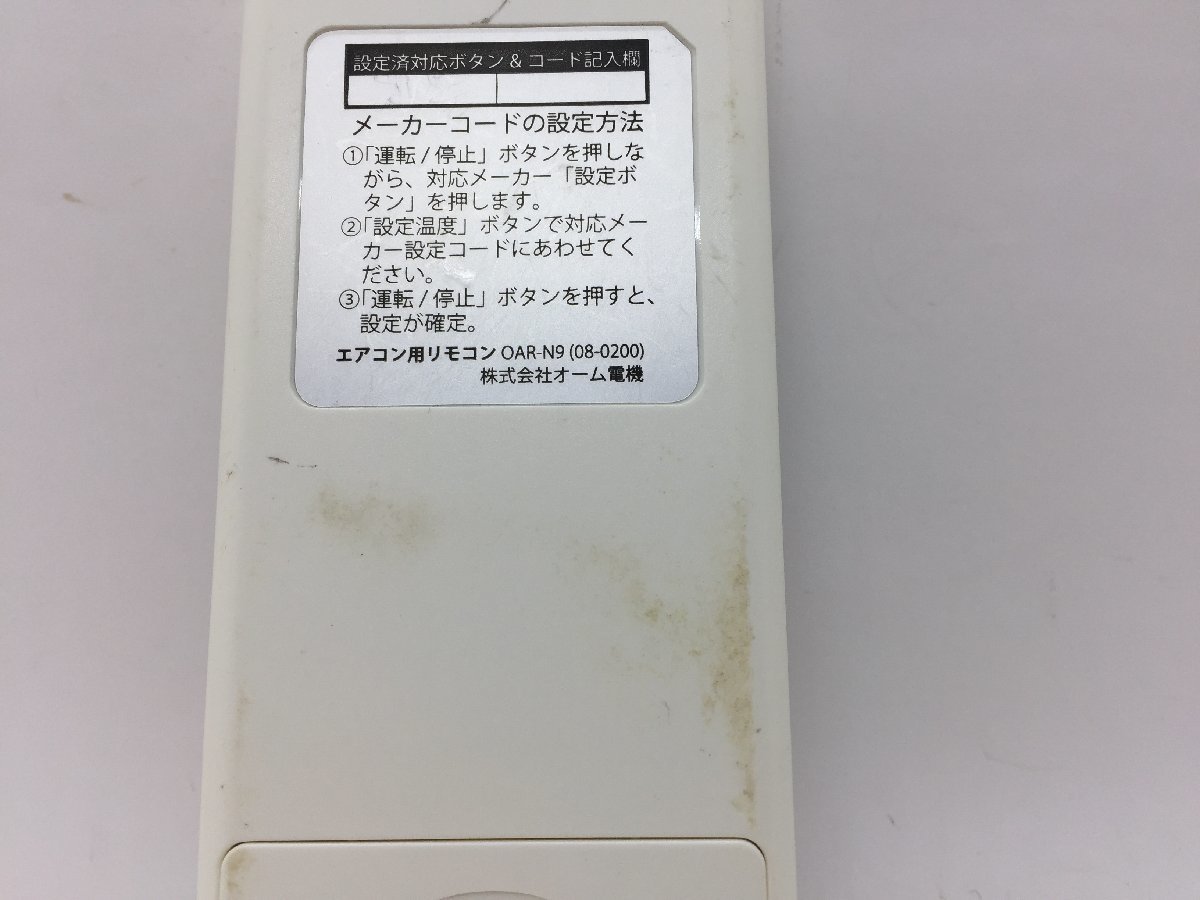 設定済対応ボタン & コード記入欄
メーカーコードの設定方法
①「運転 / 停止」ボタンを押しな
がら、対応メーカー「設定ボ
タン」を押します。
②「設定温度」ボタンで対応メー
カー設定コードにあわせてく
ださい。
③「運転 / 停止」ボタンを押すと、
設定が確定。
エアコン用リモコン OAR-N9 (08-0200)
株式会社オーム電機